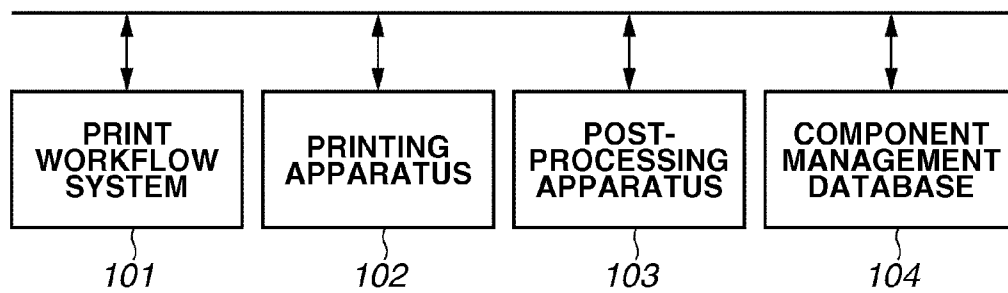 PRINT
WORKFLOW
SYSTEM
PRINTING
APPARATUS
POST-
PROCESSING
APPARATUS
COMPONENT
MANAGEMENT
DATABASE
101
102
103
104